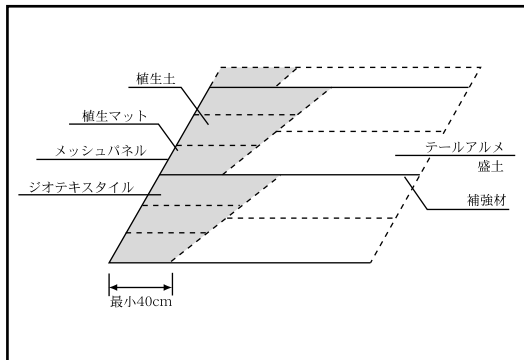 植生土
植生マット
メッシュパネル
ジオテキスタイル
テールアルメ
盛土
補強材
最小40cm